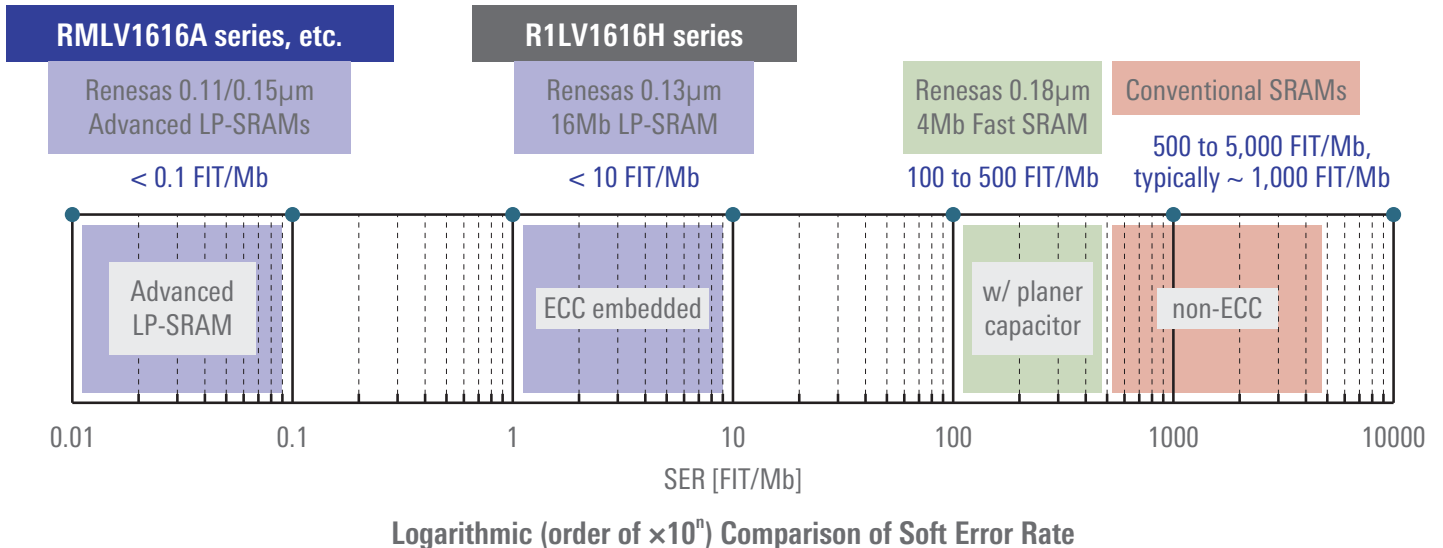 RMLV1616A series, etc.
R1LV1616H series
Renesas 0.11/0.15µm
Advanced LP-SRAMs
Renesas 0.13µm
16Mb LP-SRAM
Renesas 0.18µm
4Mb Fast SRAM
Conventional SRAMs
< 0.1 FIT/Mb
< 10 FIT/Mb
100 to 500 FIT/Mb
500 to 5,000 FIT/Mb,
typically ~ 1,000 FIT/Mb
Advanced
LP-SRAM
ECC embedded
w/ planer
capacitor
non-ECC
0.01 0.1 1 10 100 1000 10000
SER [FIT/Mb]
Logarithmic (order of ×10ⁿ) Comparison of Soft Error Rate